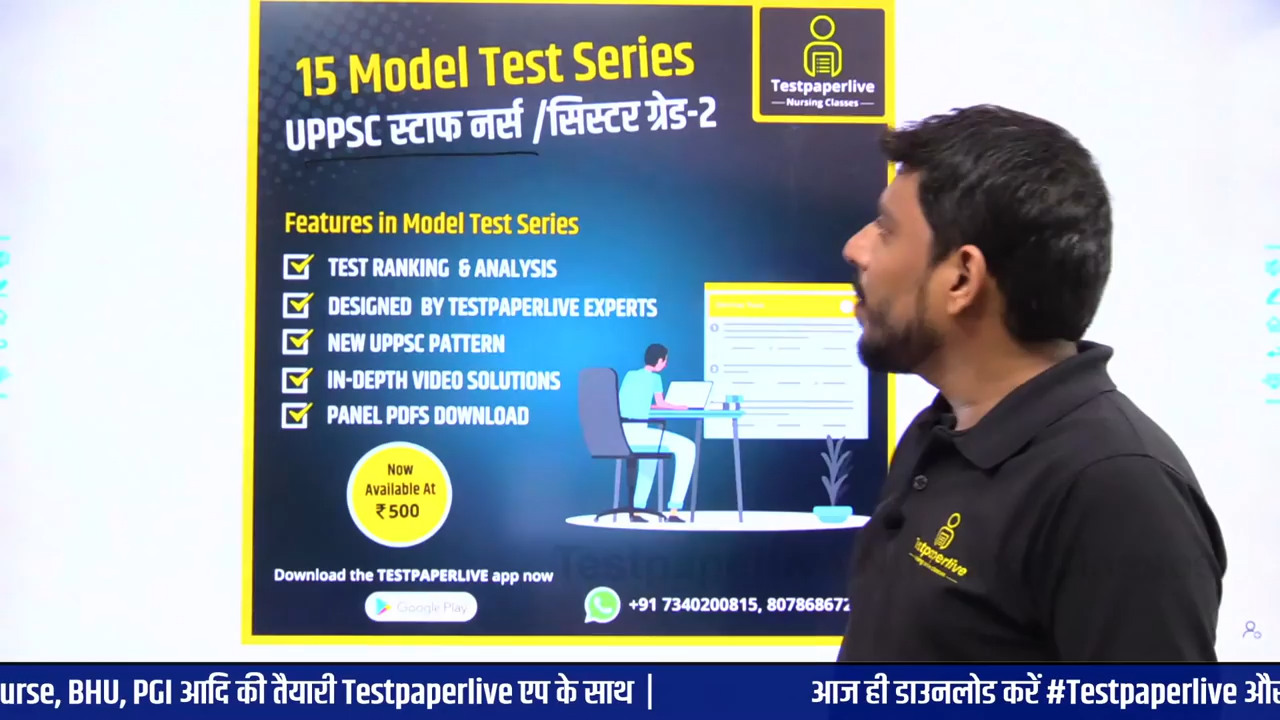 15 Model Test Series
UPPSC स्टाफ नर्स /सिस्टर ग्रेड-2
Testpaperlive
Nursing Classes
Features in Model Test Series
TEST RANKING & ANALYSIS
DESIGNED BY TESTPAPERLIVE EXPERTS
NEW UPPSC PATTERN
IN-DEPTH VIDEO SOLUTIONS
PANEL PDFS DOWNLOAD
Now
Available At
₹500
Download the TESTPAPERLIVE app now
Google Play
+91 7340200815, 80786867
Testpaperlive
urse, BHU, PGI आदि की तैयारी Testpaperlive एप के साथ |
आज ही डाउनलोड करें #Testpaperlive और